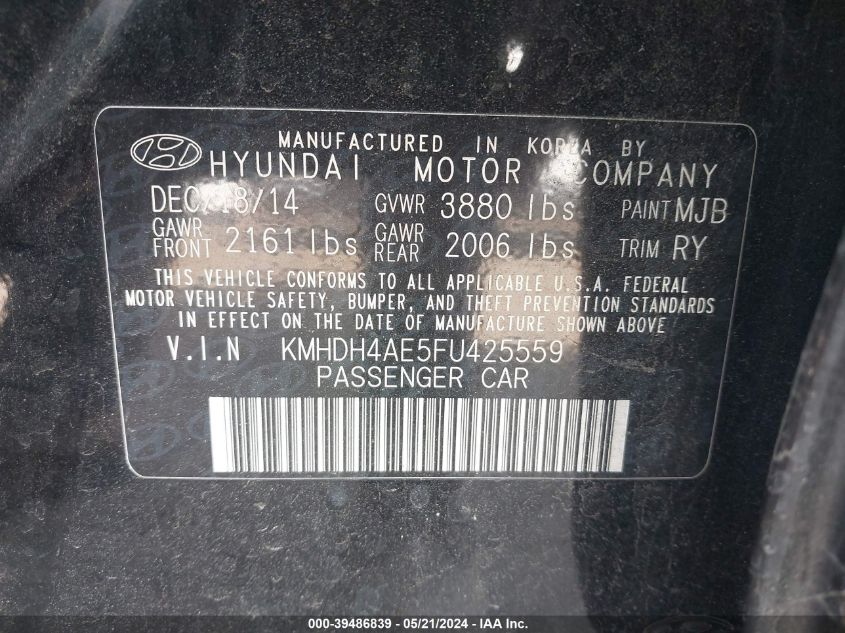 MANUFACTURED IN KOREA BY
HYUNDAI MOTOR COMPANY
DEC/18/14 GVWR 3880 lbs PAINT MJB
GAWR FRONT 2161 lbs GAWR REAR 2006 lbs TRIM RY
THIS VEHICLE CONFORMS TO ALL APPLICABLE U.S.A. FEDERAL
MOTOR VEHICLE SAFETY, BUMPER, AND THEFT PREVENTION STANDARDS
IN EFFECT ON THE DATE OF MANUFACTURE SHOWN ABOVE
V.I.N KMHDH4AE5FU425559
PASSENGER CAR
000-39486839 - 05/21/2024 - IAA Inc.